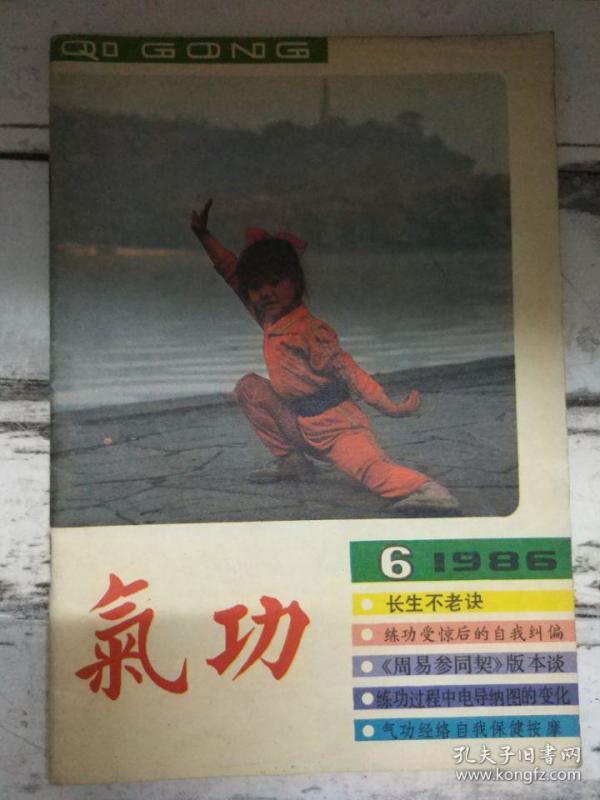 QI GONG
6 1986
長生不老诀
练功受惊后的自我纠偏
《周易参同契》版本谈
练功过程中电导纳图的变化
气功经络自我保健按摩
氣功
孔夫子旧书网
www.kongfz.com